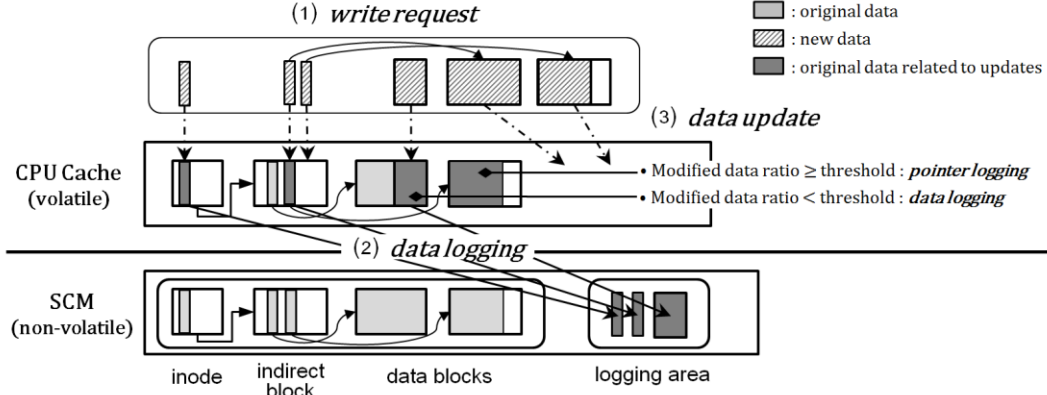 (1) write request
: original data
: new data
: original data related to updates
(3) data update
CPU Cache
(volatile)
• Modified data ratio ≥ threshold : pointer logging
• Modified data ratio < threshold : data logging
(2) data logging
SCM
(non-volatile)
inode
indirect
block
data blocks
logging area